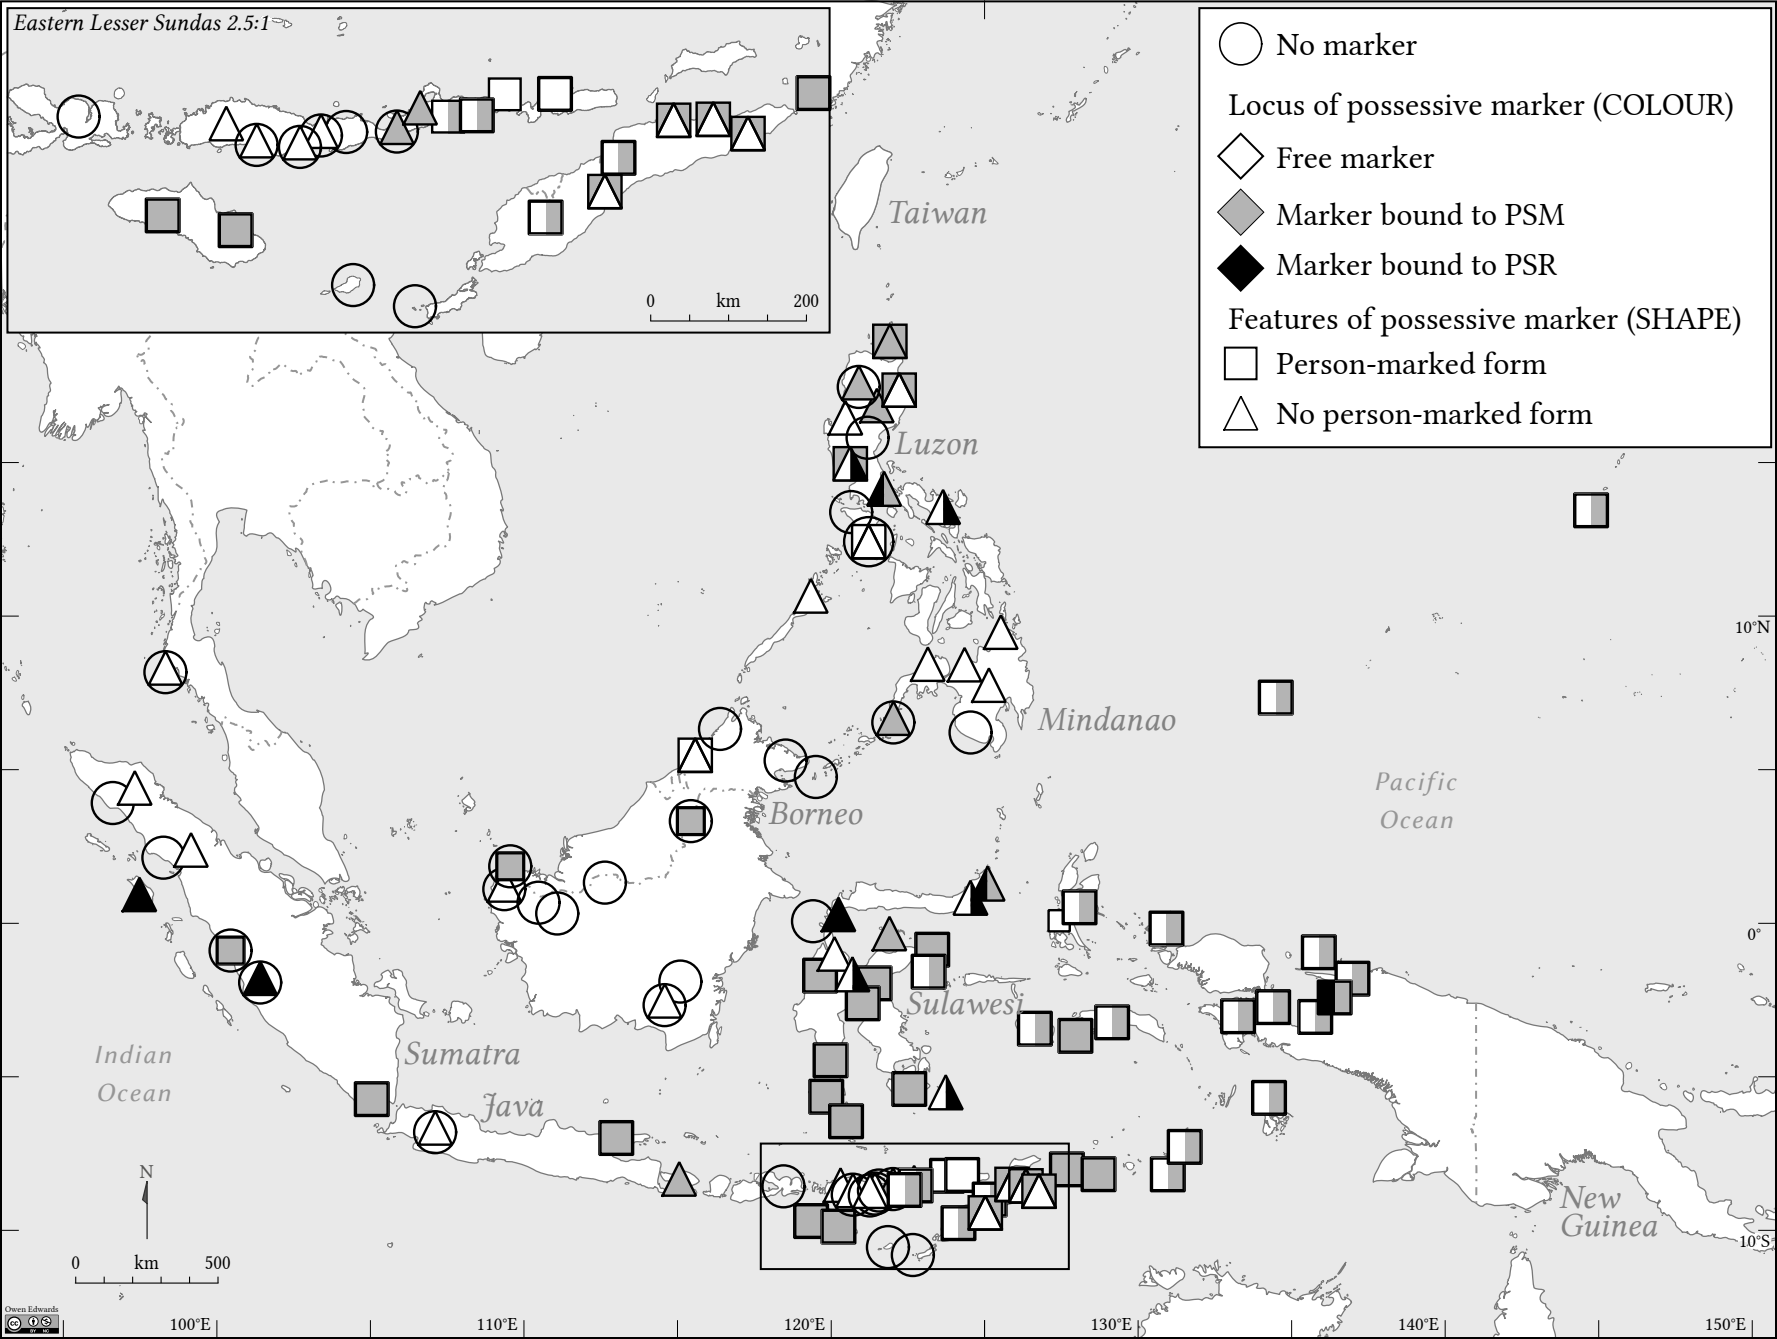 Eastern Lesser Sundas 2.5:1
0 km 200
No marker
Locus of possessive marker (COLOUR)
Free marker
Marker bound to PSM
Marker bound to PSR
Features of possessive marker (SHAPE)
Person-marked form
No person-marked form
Taiwan
Luzon
10°N
Mindanao
Pacific
Ocean
Borneo
0°
Sulawesi
Indian
Ocean
Sumatra
Java
N
New
Guinea
10°S
0 km 500
Owen Edwards
cc
BY NC
100°E 110°E 120°E 130°E 140°E 150°E